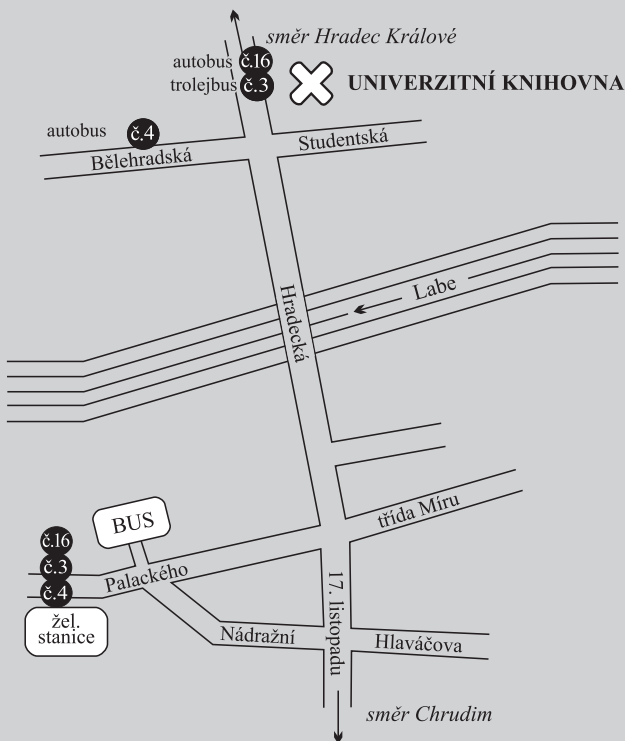 směr Hradec Králové
autobus č.16
trolejbus č.3
UNIVERZITNÍ KNIHOVNA
autobus č.4
Bělehradská
Studentská
Hradecká
Labe
třída Míru
BUS
č.16
č.3
č.4
Palackého
žel.
stanice
17. listopadu
Nádražní
Hlaváčova
směr Chrudim